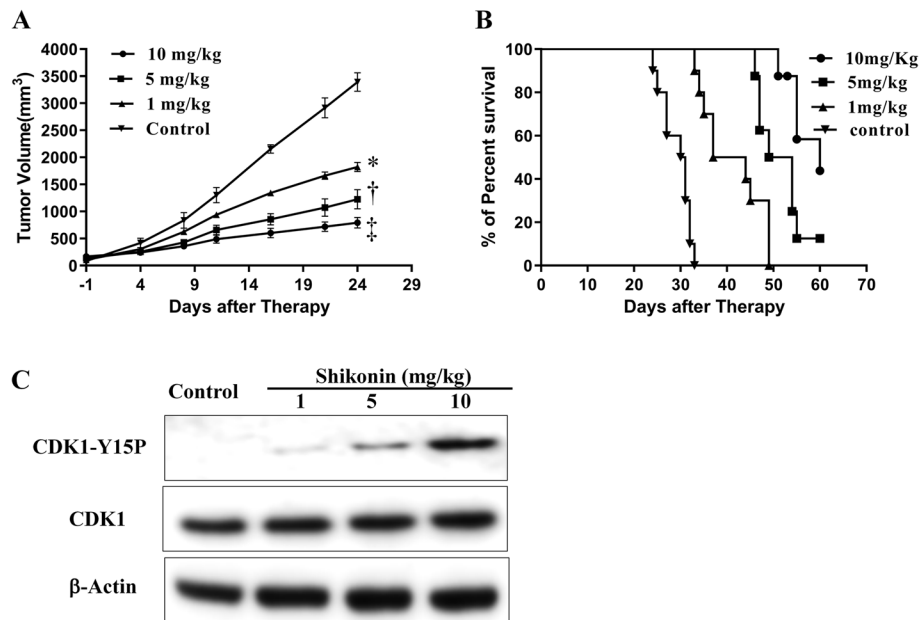 A
10 mg/kg
5 mg/kg
1 mg/kg
Control
Tumor Volume(mm³)
4000
3500
3000
2500
2000
1500
1000
500
0
*
†
‡
-1 4 9 14 19 24 29
Days after Therapy
B
10mg/Kg
5mg/kg
1mg/kg
control
% of Percent survival
100
80
60
40
20
0
0 10 20 30 40 50 60 70
Days after Therapy
C
Control
Shikonin (mg/kg)
1 5 10
CDK1-Y15P
CDK1
β-Actin